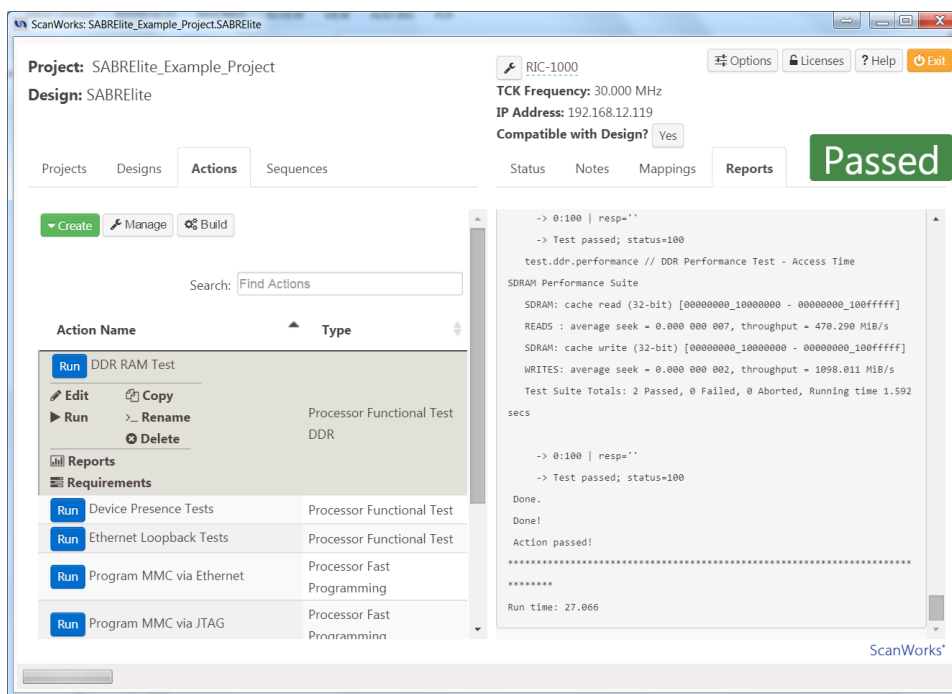 ScanWorks: SABRElite_Example_Project.SABRElite
Project: SABRElite_Example_Project
Design: SABRElite
RIC-1000
Options
Licenses
? Help
Exit
TCK Frequency: 30.000 MHz
IP Address: 192.168.12.119
Compatible with Design? Yes
Passed
Projects
Designs
Actions
Sequences
Status
Notes
Mappings
Reports
Create
Manage
Build
Search: Find Actions
Action Name
Type
Run DDR RAM Test
Edit
Copy
Run
>_ Rename
Delete
Reports
Requirements
Processor Functional Test
DDR
Run Device Presence Tests
Processor Functional Test
Run Ethernet Loopback Tests
Processor Functional Test
Run Program MMC via Ethernet
Processor Fast
Programming
Run Program MMC via JTAG
Processor Fast
Programming
-> 0:100 | resp=''
-> Test passed; status=100
test.ddr.performance // DDR Performance Test - Access Time
SDRAM Performance Suite
SDRAM: cache read (32-bit) [00000000_10000000 - 00000000_100fffff]
READS : average seek = 0.000 000 007, throughput = 470.290 MiB/s
SDRAM: cache write (32-bit) [00000000_10000000 - 00000000_100fffff]
WRITES: average seek = 0.000 000 002, throughput = 1098.011 MiB/s
Test Suite Totals: 2 Passed, 0 Failed, 0 Aborted, Running time 1.592
secs
-> 0:100 | resp=''
-> Test passed; status=100
Done.
Done!
Action passed!
************************************************************************
********
Run time: 27.066
ScanWorks